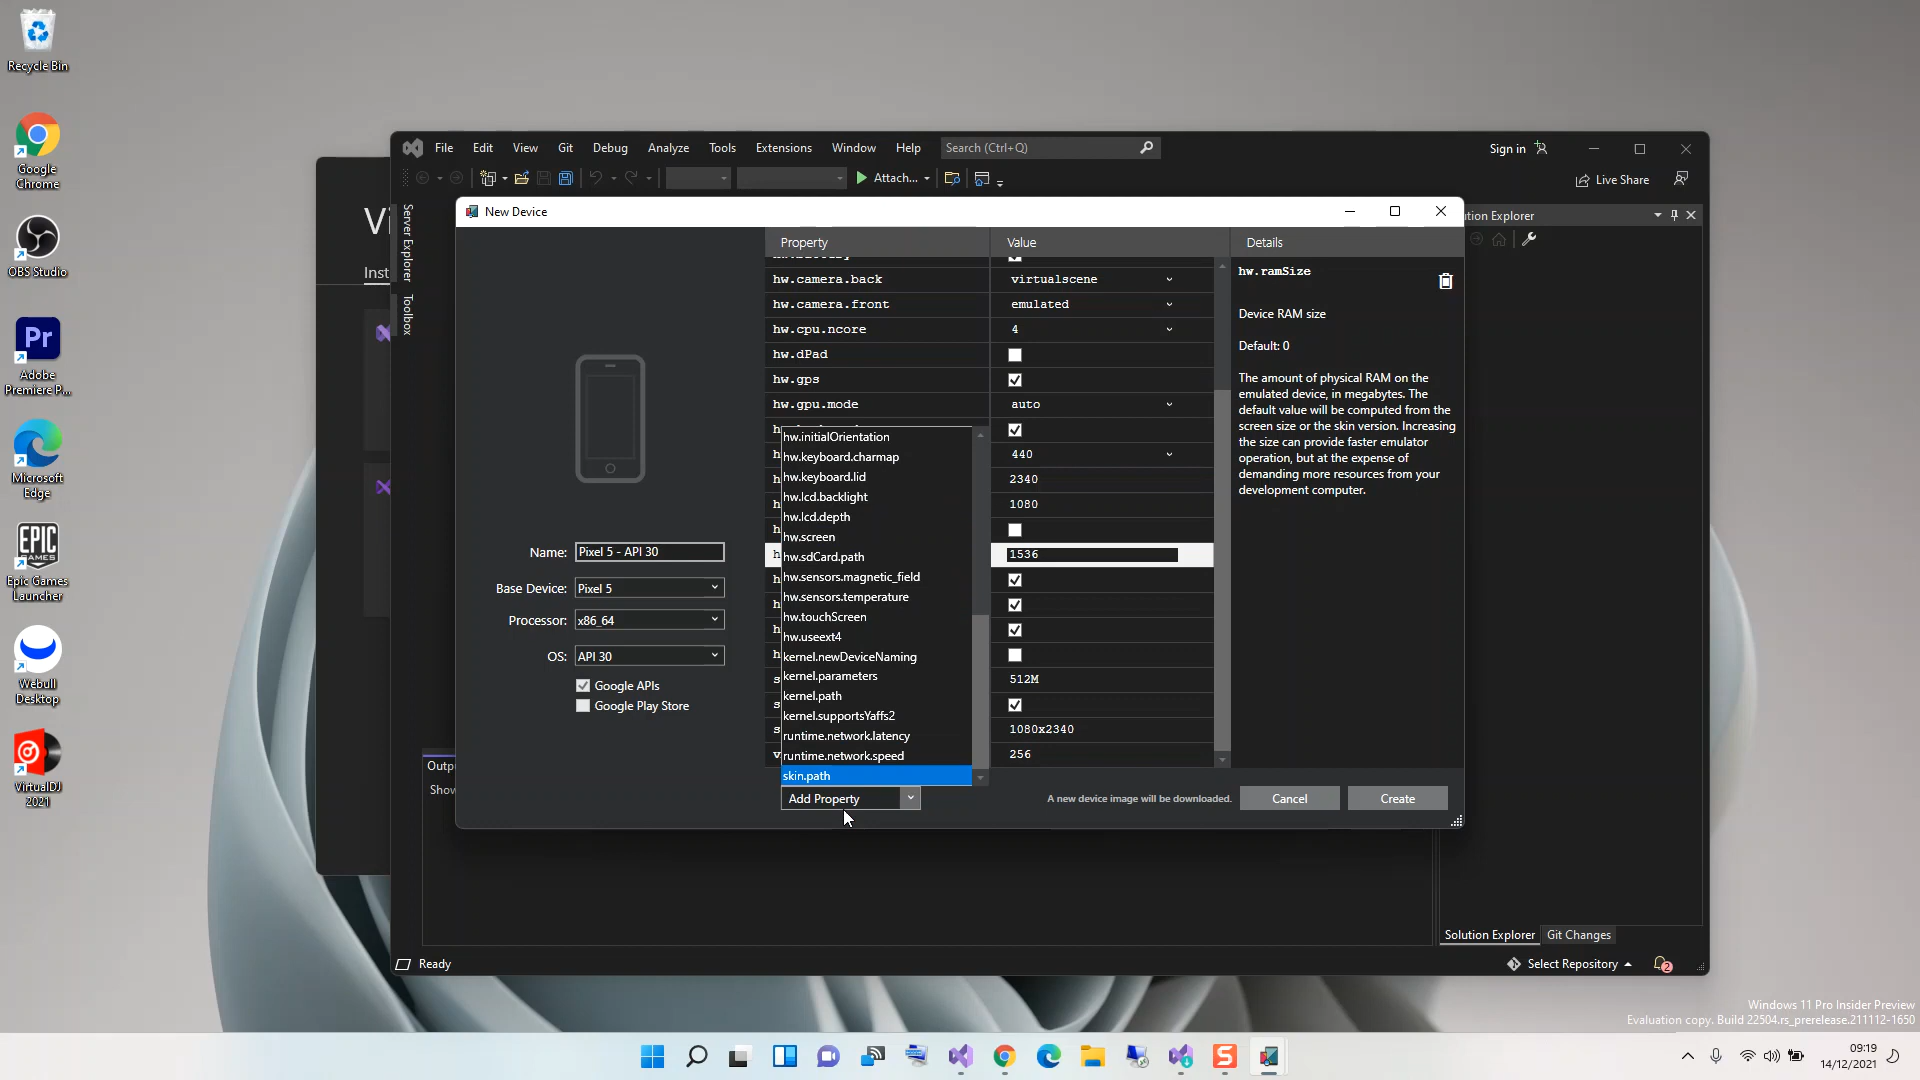 Recycle Bin
Google
Chrome
OBS Studio
Pr
Adobe
Premiere P...
Microsoft
Edge
EPIC
GAMES
Epic Games
Launcher
Webull
Desktop
VirtualDJ
2021
Vi
Inst
File Edit View Git Debug Analyze Tools Extensions Window Help Search (Ctrl+Q) Sign in
Attach... Live Share
Server Explorer
Toolbox
New Device
ution Explorer
Property Value Details
hw.camera.back virtualscene
hw.camera.front emulated
hw.cpu.ncore 4
hw.dPad
hw.gps
hw.gpu.mode auto
440
2340
1080
1536
512M
1080x2340
256
hw.initialOrientation
hw.keyboard.charmap
hw.keyboard.lid
hw.lcd.backlight
hw.lcd.depth
hw.screen
hw.sdCard.path
hw.sensors.magnetic_field
hw.sensors.temperature
hw.touchScreen
hw.useext4
kernel.newDeviceNaming
kernel.parameters
kernel.path
kernel.supportsYaffs2
runtime.network.latency
runtime.network.speed
skin.path
Add Property
hw.ramSize
Device RAM size
Default: 0
The amount of physical RAM on the
emulated device, in megabytes. The
default value will be computed from the
screen size or the skin version. Increasing
the size can provide faster emulator
operation, but at the expense of
demanding more resources from your
development computer.
Name: Pixel 5 - API 30
Base Device: Pixel 5
Processor: x86_64
OS: API 30
Google APIs
Google Play Store
A new device image will be downloaded. Cancel Create
Outp
Show
Solution Explorer Git Changes
Ready
Select Repository 2
Windows 11 Pro Insider Preview
Evaluation copy. Build 22504.rs_prerelease.211112-1650
09:19
14/12/2021